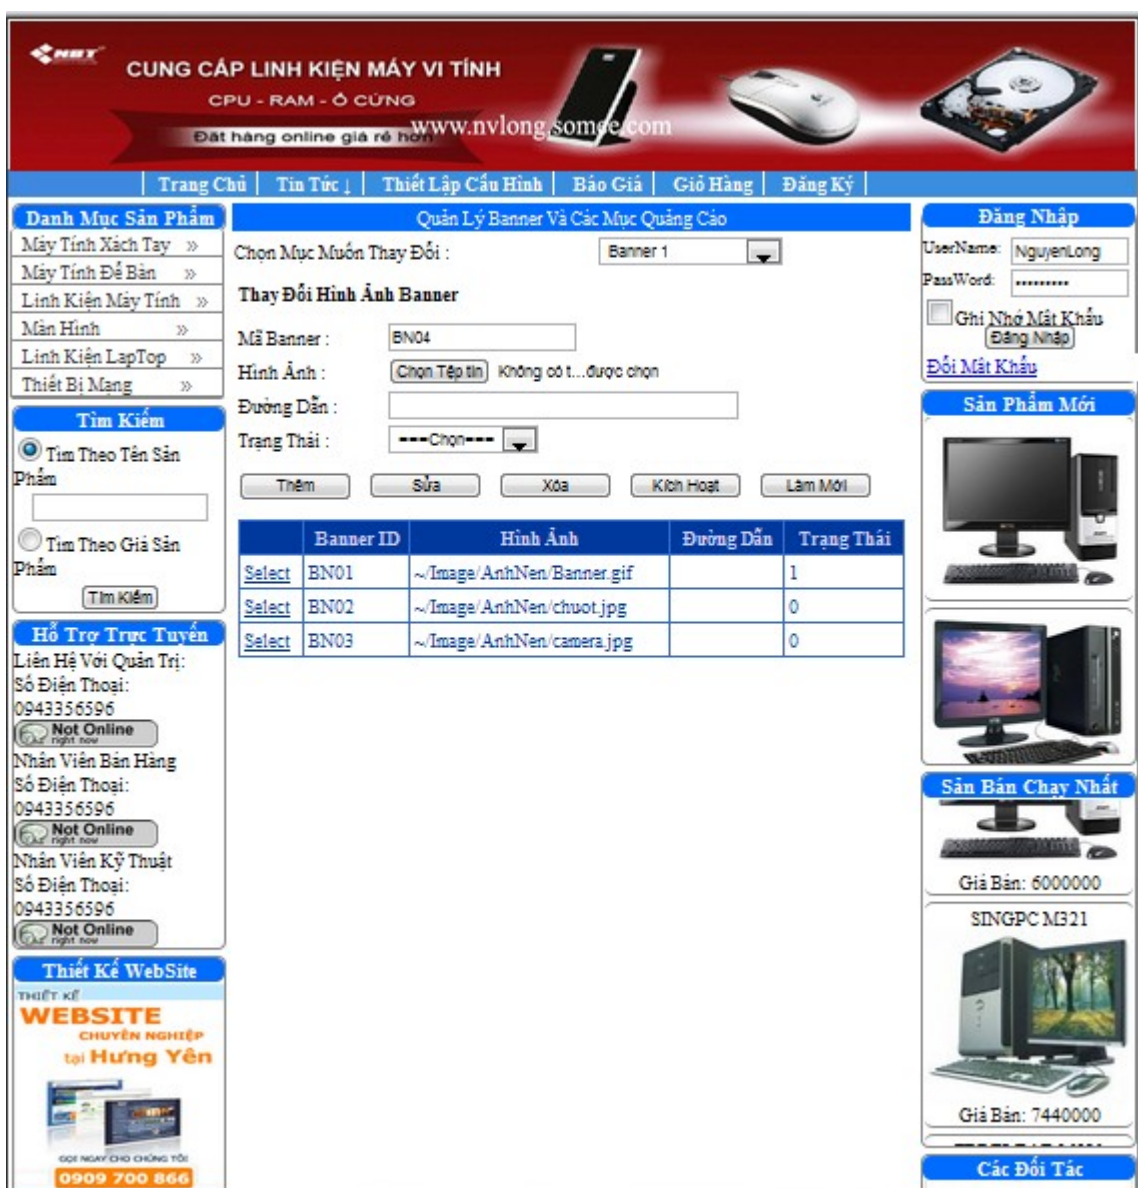 NBT
CUNG CẤP LINH KIỆN MÁY VI TÍNH
CPU - RAM - Ổ CỨNG
Đặt hàng online giá rẻ hơn
www.nvlong.somee.com
Trang Chủ | Tin Tức ↓ | Thiết Lập Cấu Hình | Báo Giá | Giỏ Hàng | Đăng Ký |
Danh Mục Sản Phẩm
Máy Tính Xách Tay »
Máy Tính Để Bàn »
Linh Kiện Máy Tính »
Màn Hình »
Linh Kiện LapTop »
Thiết Bị Mạng »
Tìm Kiếm
Tìm Theo Tên Sản
Phẩm
Tìm Theo Giá Sản
Phẩm
Tìm Kiếm
Hỗ Trợ Trực Tuyến
Liên Hệ Với Quản Trị:
Số Điện Thoại:
0943356596
Not Online
right now
Nhân Viên Bán Hàng
Số Điện Thoại:
0943356596
Not Online
right now
Nhân Viên Kỹ Thuật
Số Điện Thoại:
0943356596
Not Online
right now
Thiết Kế WebSite
THIẾT KẾ
WEBSITE
CHUYÊN NGHIỆP
tại Hưng Yên
GỌI NGAY CHO CHÚNG TÔI
0909 700 866
Quản Lý Banner Và Các Mục Quảng Cáo
Chọn Mục Muốn Thay Đổi : Banner 1
Thay Đổi Hình Ảnh Banner
Mã Banner : BN04
Hình Ảnh : Chọn Tệp tin Không có t...được chọn
Đường Dẫn :
Trạng Thái : ===Chọn===
Thêm Sửa Xóa Kích Hoạt Làm Mới
Banner ID Hình Ảnh Đường Dẫn Trạng Thái
Select BN01 ~/Image/AnhNen/Banner.gif 1
Select BN02 ~/Image/AnhNen/chuot.jpg 0
Select BN03 ~/Image/AnhNen/camera.jpg 0
Đăng Nhập
UserName: NguyenLong
PassWord: •••••••••
Ghi Nhớ Mật Khẩu
Đăng Nhập
Đổi Mật Khẩu
Sản Phẩm Mới
Sản Bán Chạy Nhất
Giá Bán: 6000000
SINGPC M321
Giá Bán: 7440000
Các Đối Tác